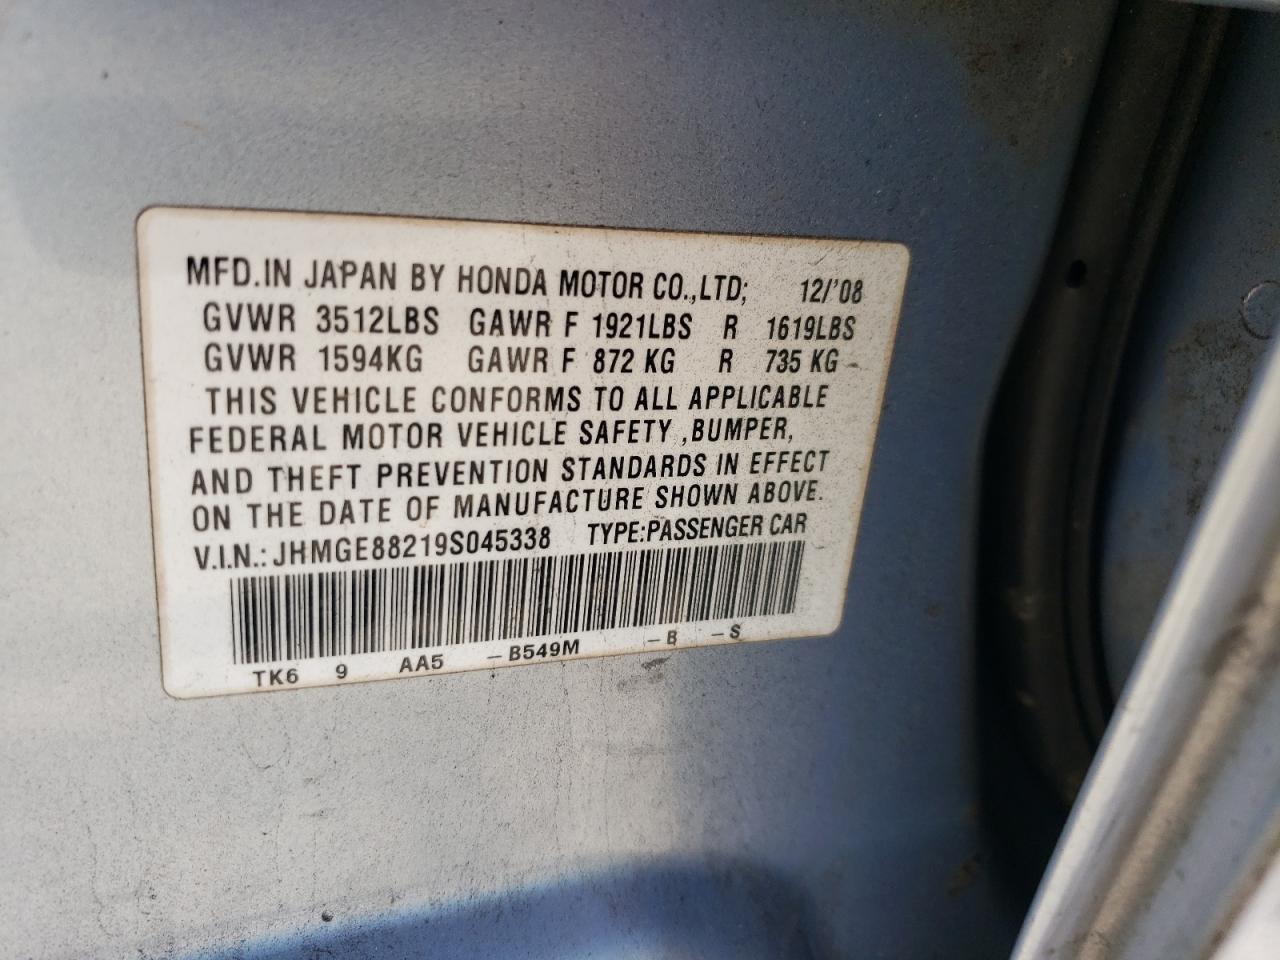 MFD.IN JAPAN BY HONDA MOTOR CO.,LTD; 12/'08
GVWR 3512LBS GAWR F 1921LBS R 1619LBS
GVWR 1594KG GAWR F 872 KG R 735 KG
THIS VEHICLE CONFORMS TO ALL APPLICABLE
FEDERAL MOTOR VEHICLE SAFETY ,BUMPER,
AND THEFT PREVENTION STANDARDS IN EFFECT
ON THE DATE OF MANUFACTURE SHOWN ABOVE.
V.I.N.: JHMGE88219S045338 TYPE:PASSENGER CAR
TK6 9 AA5 -B549M -B -S